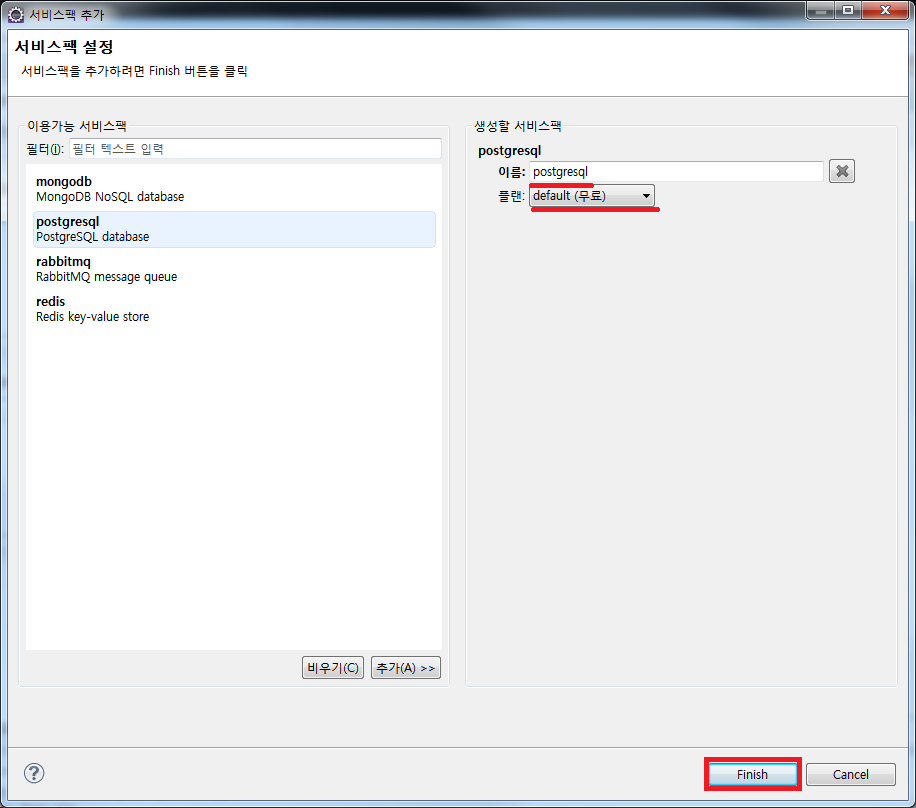 서비스팩 추가
서비스팩 설정
서비스팩을 추가하려면 Finish 버튼을 클릭
이용가능 서비스팩
필터(I): 필터 텍스트 입력
mongodb
MongoDB NoSQL database
postgresql
PostgreSQL database
rabbitmq
RabbitMQ message queue
redis
Redis key-value store
비우기(C) 추가(A) >>
생성할 서비스팩
postgresql
이름: postgresql
플랜: default (무료)
Finish Cancel